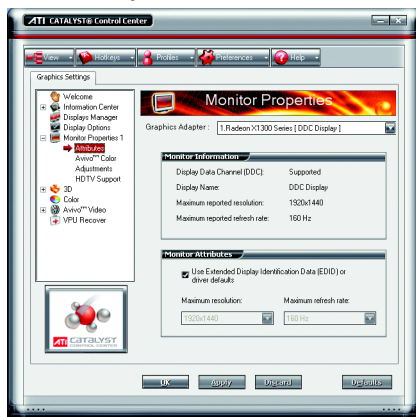 ATI CATALYST® Control Center
View
Hotkeys
Profiles
Preferences
Help
Graphics Settings
Welcome
Information Center
Displays Manager
Display Options
Monitor Properties 1
Attributes
Avivo™ Color
Adjustments
HDTV Support
3D
Color
Avivo™ Video
VPU Recover
ATI CATALYST
CONTROL CENTER
Monitor Properties
Graphics Adapter : 1.Radeon X1300 Series [ DDC Display ]
Monitor Information
Display Data Channel (DDC): Supported
Display Name: DDC Display
Maximum reported resolution: 1920x1440
Maximum reported refresh rate: 160 Hz
Monitor Attributes
Use Extended Display Identification Data (EDID) or
driver defaults
Maximum resolution: Maximum refresh rate:
1920x1440 160 Hz
OK Apply Discard Defaults